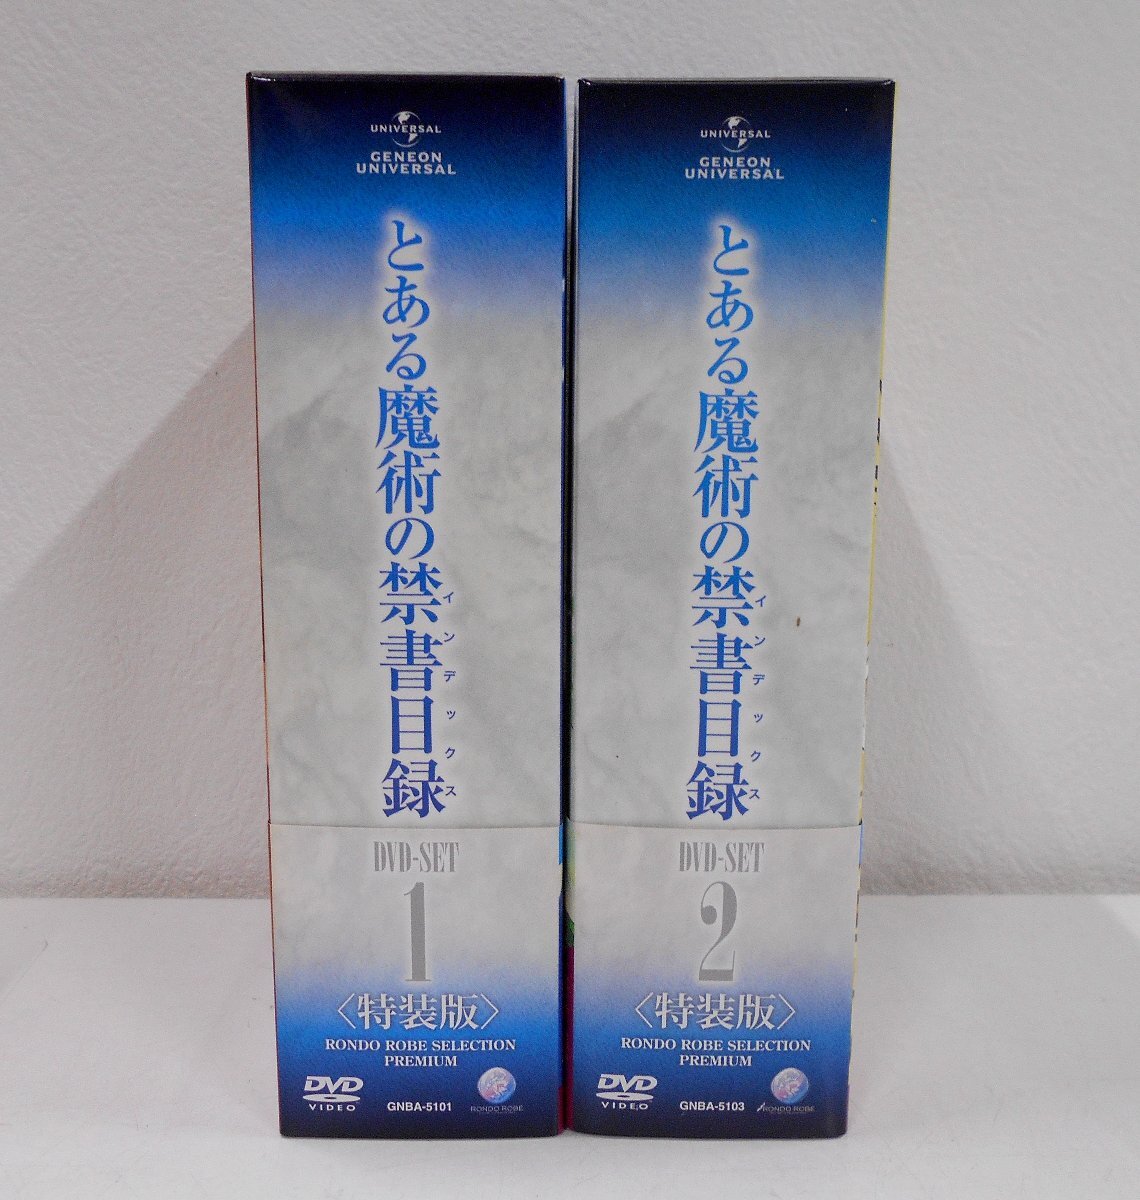 UNIVERSAL
GENEON
UNIVERSAL
とある魔術の禁書目録
インデックス
DVD-SET
1
〈特装版〉
RONDO ROBE SELECTION
PREMIUM
DVD
VIDEO
GNBA-5101
RONDO ROBE
UNIVERSAL
GENEON
UNIVERSAL
とある魔術の禁書目録
インデックス
DVD-SET
2
〈特装版〉
RONDO ROBE SELECTION
PREMIUM
DVD
VIDEO
GNBA-5103
RONDO ROBE